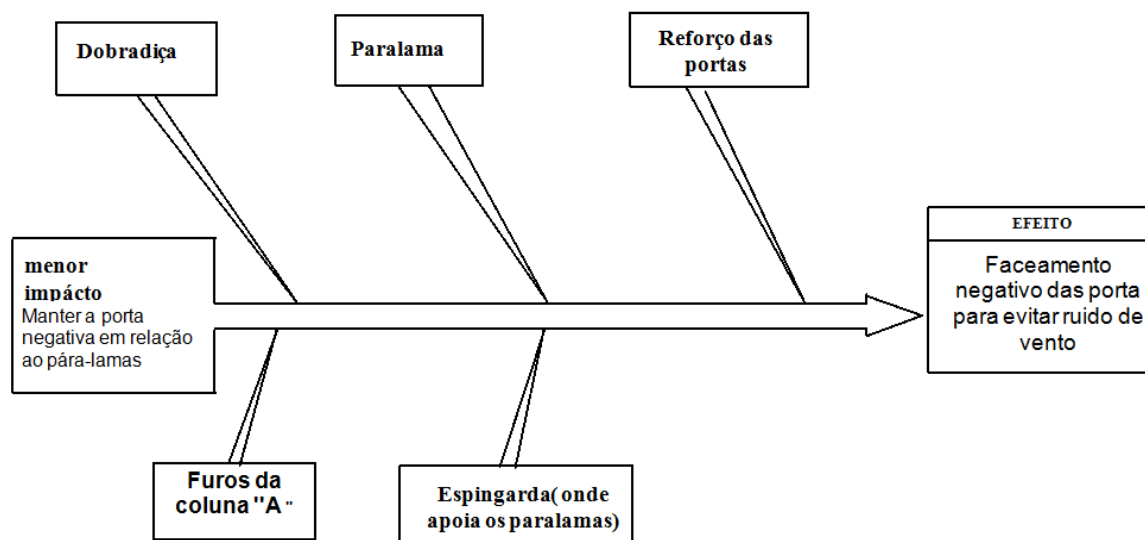 Dobradiça
Paralama
Reforço das
portas
menor
impácto
Manter a porta
negativa em relação
ao pára-lamas
EFEITO
Faceamento
negativo das porta
para evitar ruido de
vento
Furos da
coluna "A "
Espingarda( onde
apoia os paralamas)